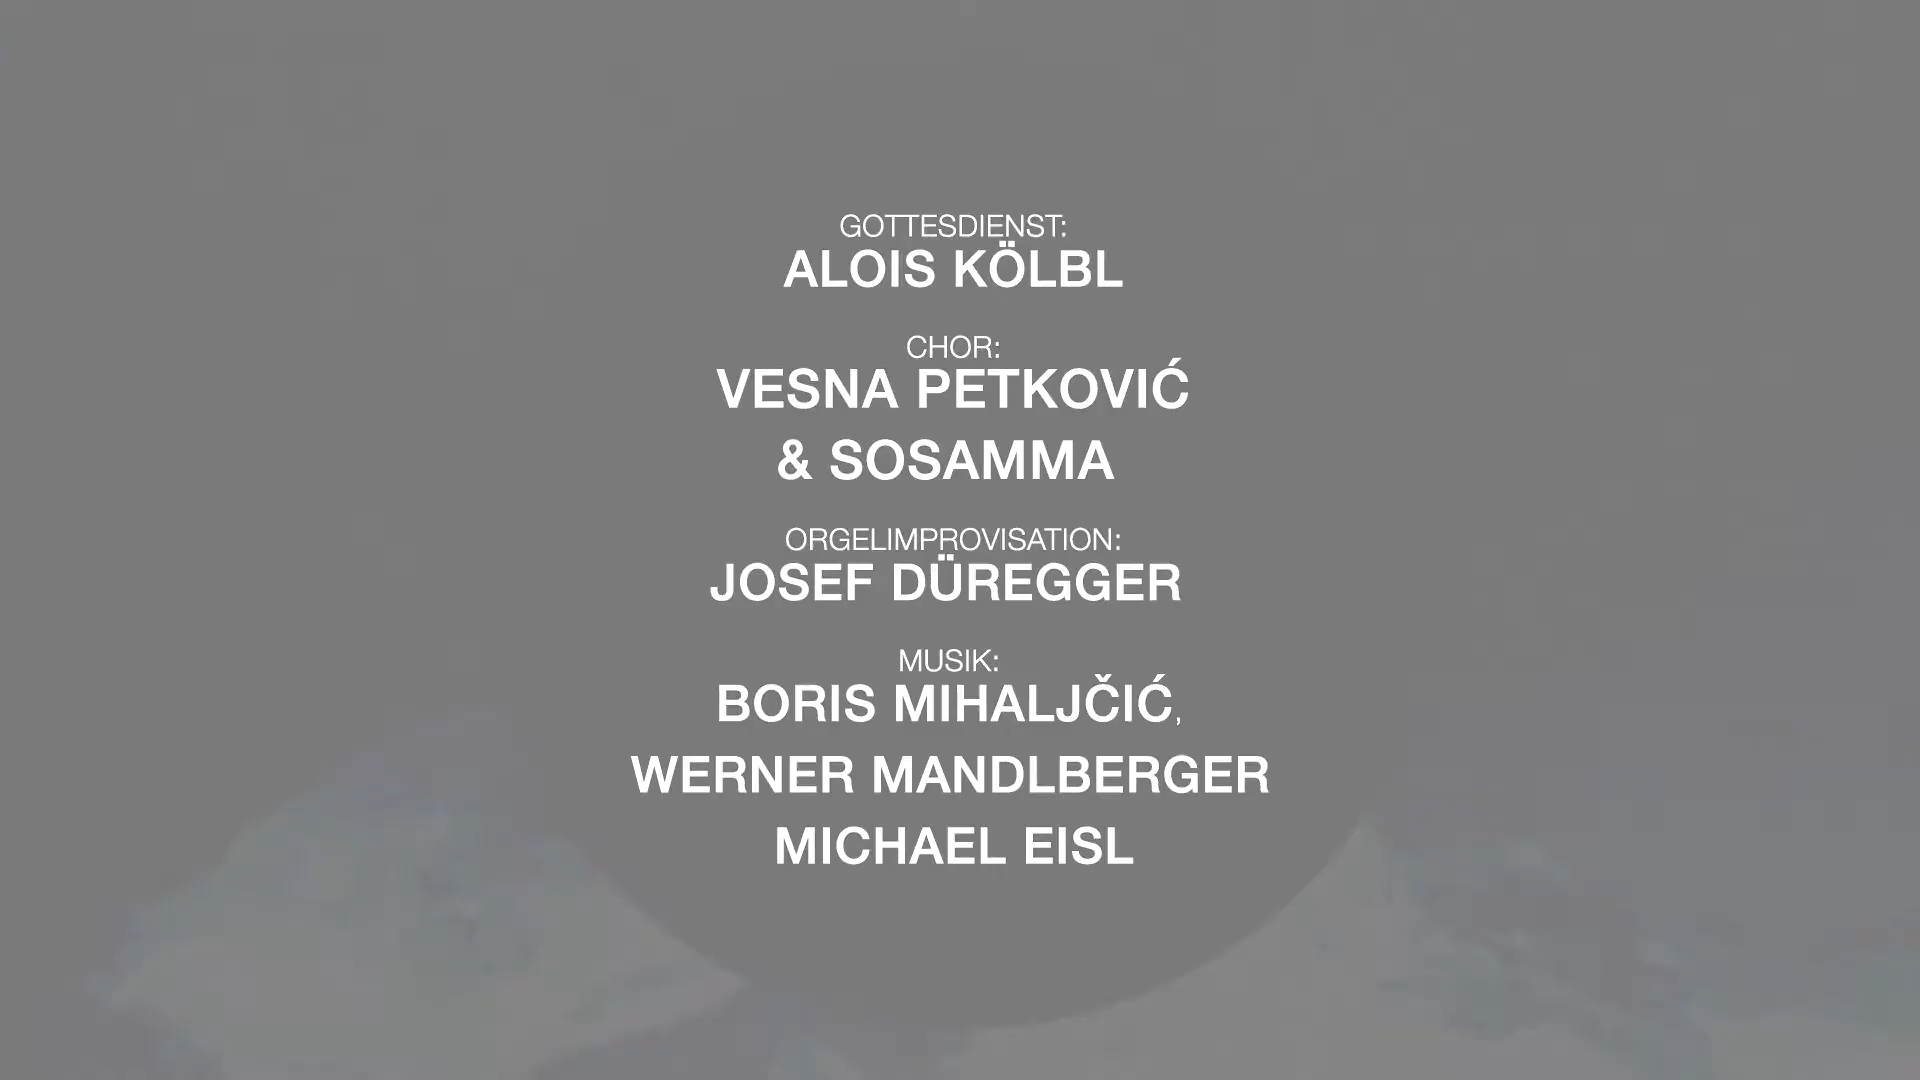 GOTTESDIENST:
ALOIS KÖLBL
CHOR:
VESNA PETKOVIĆ
& SOSAMMA
ORGELIMPROVISATION:
JOSEF DÜREGGER
MUSIK:
BORIS MIHALJČIĆ,
WERNER MANDLBERGER
MICHAEL EISL